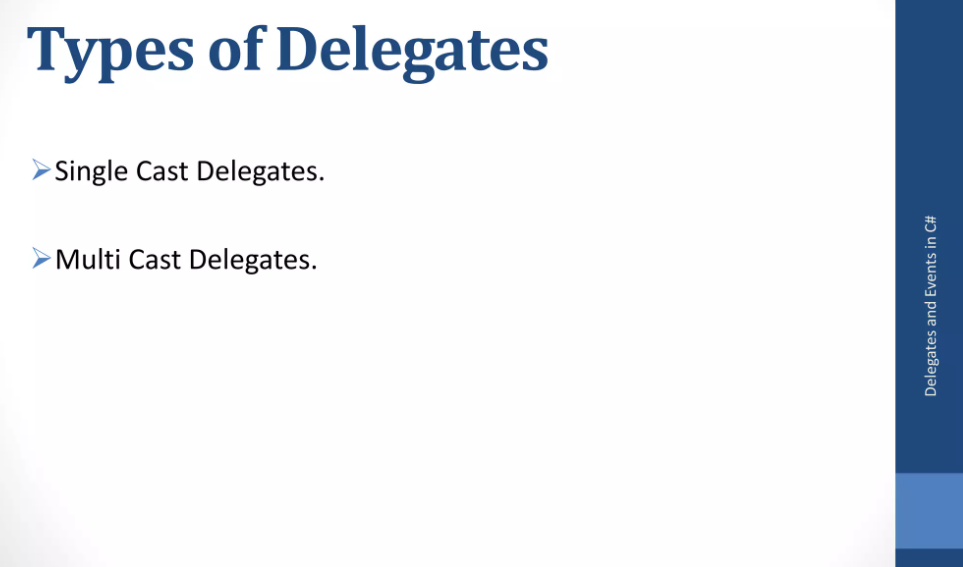 Types of Delegates
➢Single Cast Delegates.
➢Multi Cast Delegates.
Delegates and Events in C#